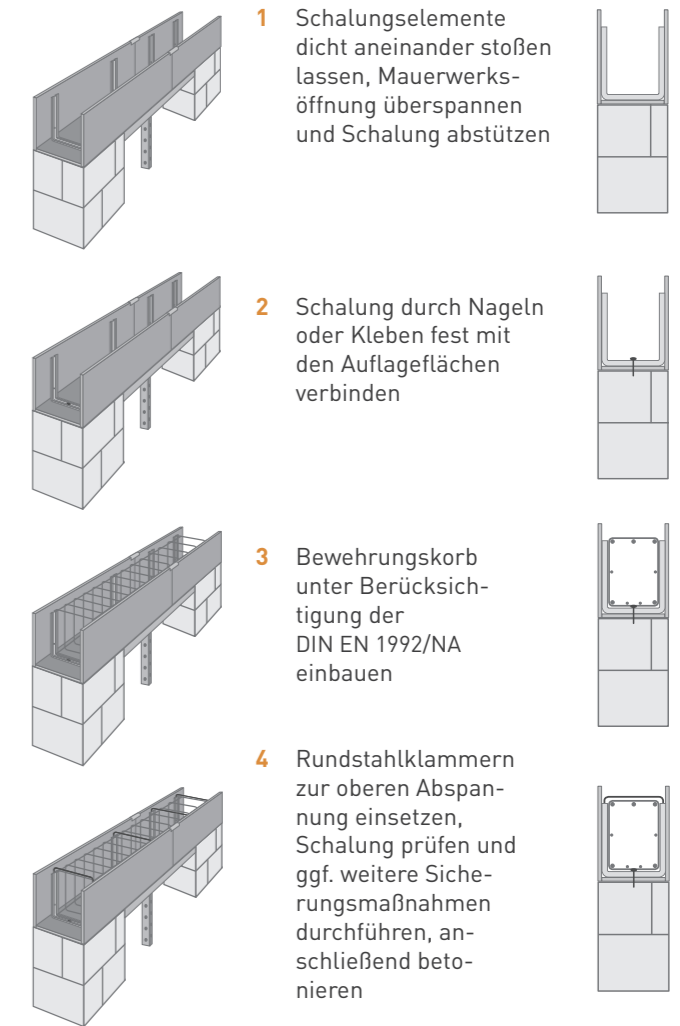 1 Schalungselemente
dicht aneinander stoßen
lassen, Mauerwerks-
öffnung überspannen
und Schalung abstützen
2 Schalung durch Nageln
oder Kleben fest mit
den Auflageflächen
verbinden
3 Bewehrungskorb
unter Berücksich-
tigung der
DIN EN 1992/NA
einbauen
4 Rundstahlklammern
zur oberen Abspan-
nung einsetzen,
Schalung prüfen und
ggf. weitere Siche-
rungsmaßnahmen
durchführen, an-
schließend beto-
nieren